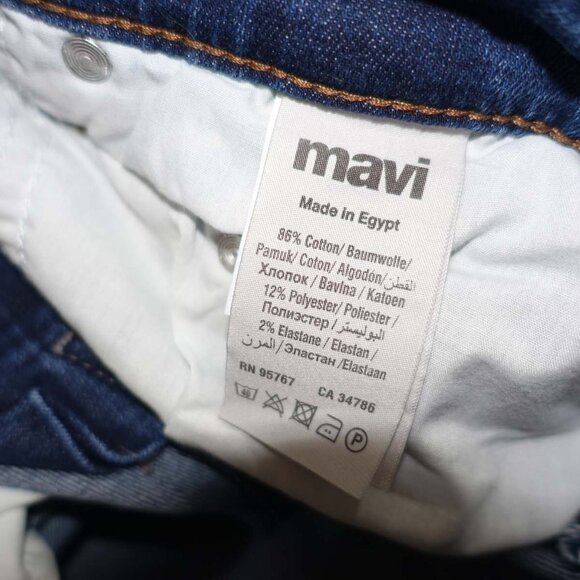 mavi
Made in Egypt
86% Cotton/ Baumwolle/
Pamuk/ Coton/ Algodón/ القطن/
Хлопок / Bavlna / Katoen
12% Polyester/ Poliester /
Полиэстер / البوليستر/
2% Elastane / Elastan /
المرن/ /Эластан /Elastaan
RN 95767 CA 34786
40 P